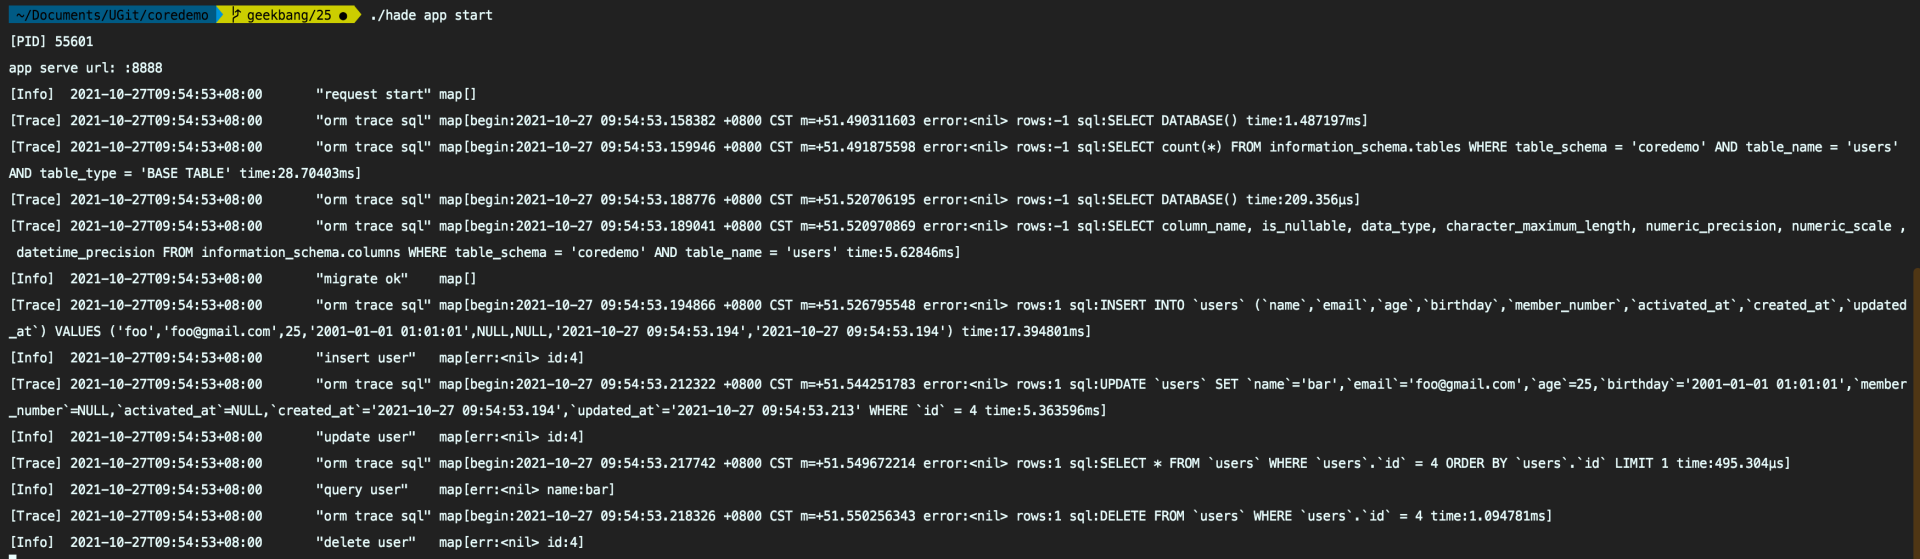 ~/Documents/UGit/coredemo geekbang/25 ● ./hade app start
[PID] 55601
app serve url: :8888
[Info] 2021-10-27T09:54:53+08:00 "request start" map[]
[Trace] 2021-10-27T09:54:53+08:00 "orm trace sql" map[begin:2021-10-27 09:54:53.158382 +0800 CST m=+51.490311603 error:<nil> rows:-1 sql:SELECT DATABASE() time:1.487197ms]
[Trace] 2021-10-27T09:54:53+08:00 "orm trace sql" map[begin:2021-10-27 09:54:53.159946 +0800 CST m=+51.491875598 error:<nil> rows:-1 sql:SELECT count(*) FROM information_schema.tables WHERE table_schema = 'coredemo' AND table_name = 'users'
AND table_type = 'BASE TABLE' time:28.70403ms]
[Trace] 2021-10-27T09:54:53+08:00 "orm trace sql" map[begin:2021-10-27 09:54:53.188776 +0800 CST m=+51.520706195 error:<nil> rows:-1 sql:SELECT DATABASE() time:209.356µs]
[Trace] 2021-10-27T09:54:53+08:00 "orm trace sql" map[begin:2021-10-27 09:54:53.189041 +0800 CST m=+51.520970869 error:<nil> rows:-1 sql:SELECT column_name, is_nullable, data_type, character_maximum_length, numeric_precision, numeric_scale ,
datetime_precision FROM information_schema.columns WHERE table_schema = 'coredemo' AND table_name = 'users' time:5.62846ms]
[Info] 2021-10-27T09:54:53+08:00 "migrate ok" map[]
[Trace] 2021-10-27T09:54:53+08:00 "orm trace sql" map[begin:2021-10-27 09:54:53.194866 +0800 CST m=+51.526795548 error:<nil> rows:1 sql:INSERT INTO `users` (`name`,`email`,`age`,`birthday`,`member_number`,`activated_at`,`created_at`,`updated
_at`) VALUES ('foo','foo@gmail.com',25,'2001-01-01 01:01:01',NULL,NULL,'2021-10-27 09:54:53.194','2021-10-27 09:54:53.194') time:17.394801ms]
[Info] 2021-10-27T09:54:53+08:00 "insert user" map[err:<nil> id:4]
[Trace] 2021-10-27T09:54:53+08:00 "orm trace sql" map[begin:2021-10-27 09:54:53.212322 +0800 CST m=+51.544251783 error:<nil> rows:1 sql:UPDATE `users` SET `name`='bar',`email`='foo@gmail.com',`age`=25,`birthday`='2001-01-01 01:01:01',`member
_number`=NULL,`activated_at`=NULL,`created_at`='2021-10-27 09:54:53.194',`updated_at`='2021-10-27 09:54:53.213' WHERE `id` = 4 time:5.363596ms]
[Info] 2021-10-27T09:54:53+08:00 "update user" map[err:<nil> id:4]
[Trace] 2021-10-27T09:54:53+08:00 "orm trace sql" map[begin:2021-10-27 09:54:53.217742 +0800 CST m=+51.549672214 error:<nil> rows:1 sql:SELECT * FROM `users` WHERE `users`.`id` = 4 ORDER BY `users`.`id` LIMIT 1 time:495.304µs]
[Info] 2021-10-27T09:54:53+08:00 "query user" map[err:<nil> name:bar]
[Trace] 2021-10-27T09:54:53+08:00 "orm trace sql" map[begin:2021-10-27 09:54:53.218326 +0800 CST m=+51.550256343 error:<nil> rows:1 sql:DELETE FROM `users` WHERE `users`.`id` = 4 time:1.094781ms]
[Info] 2021-10-27T09:54:53+08:00 "delete user" map[err:<nil> id:4]